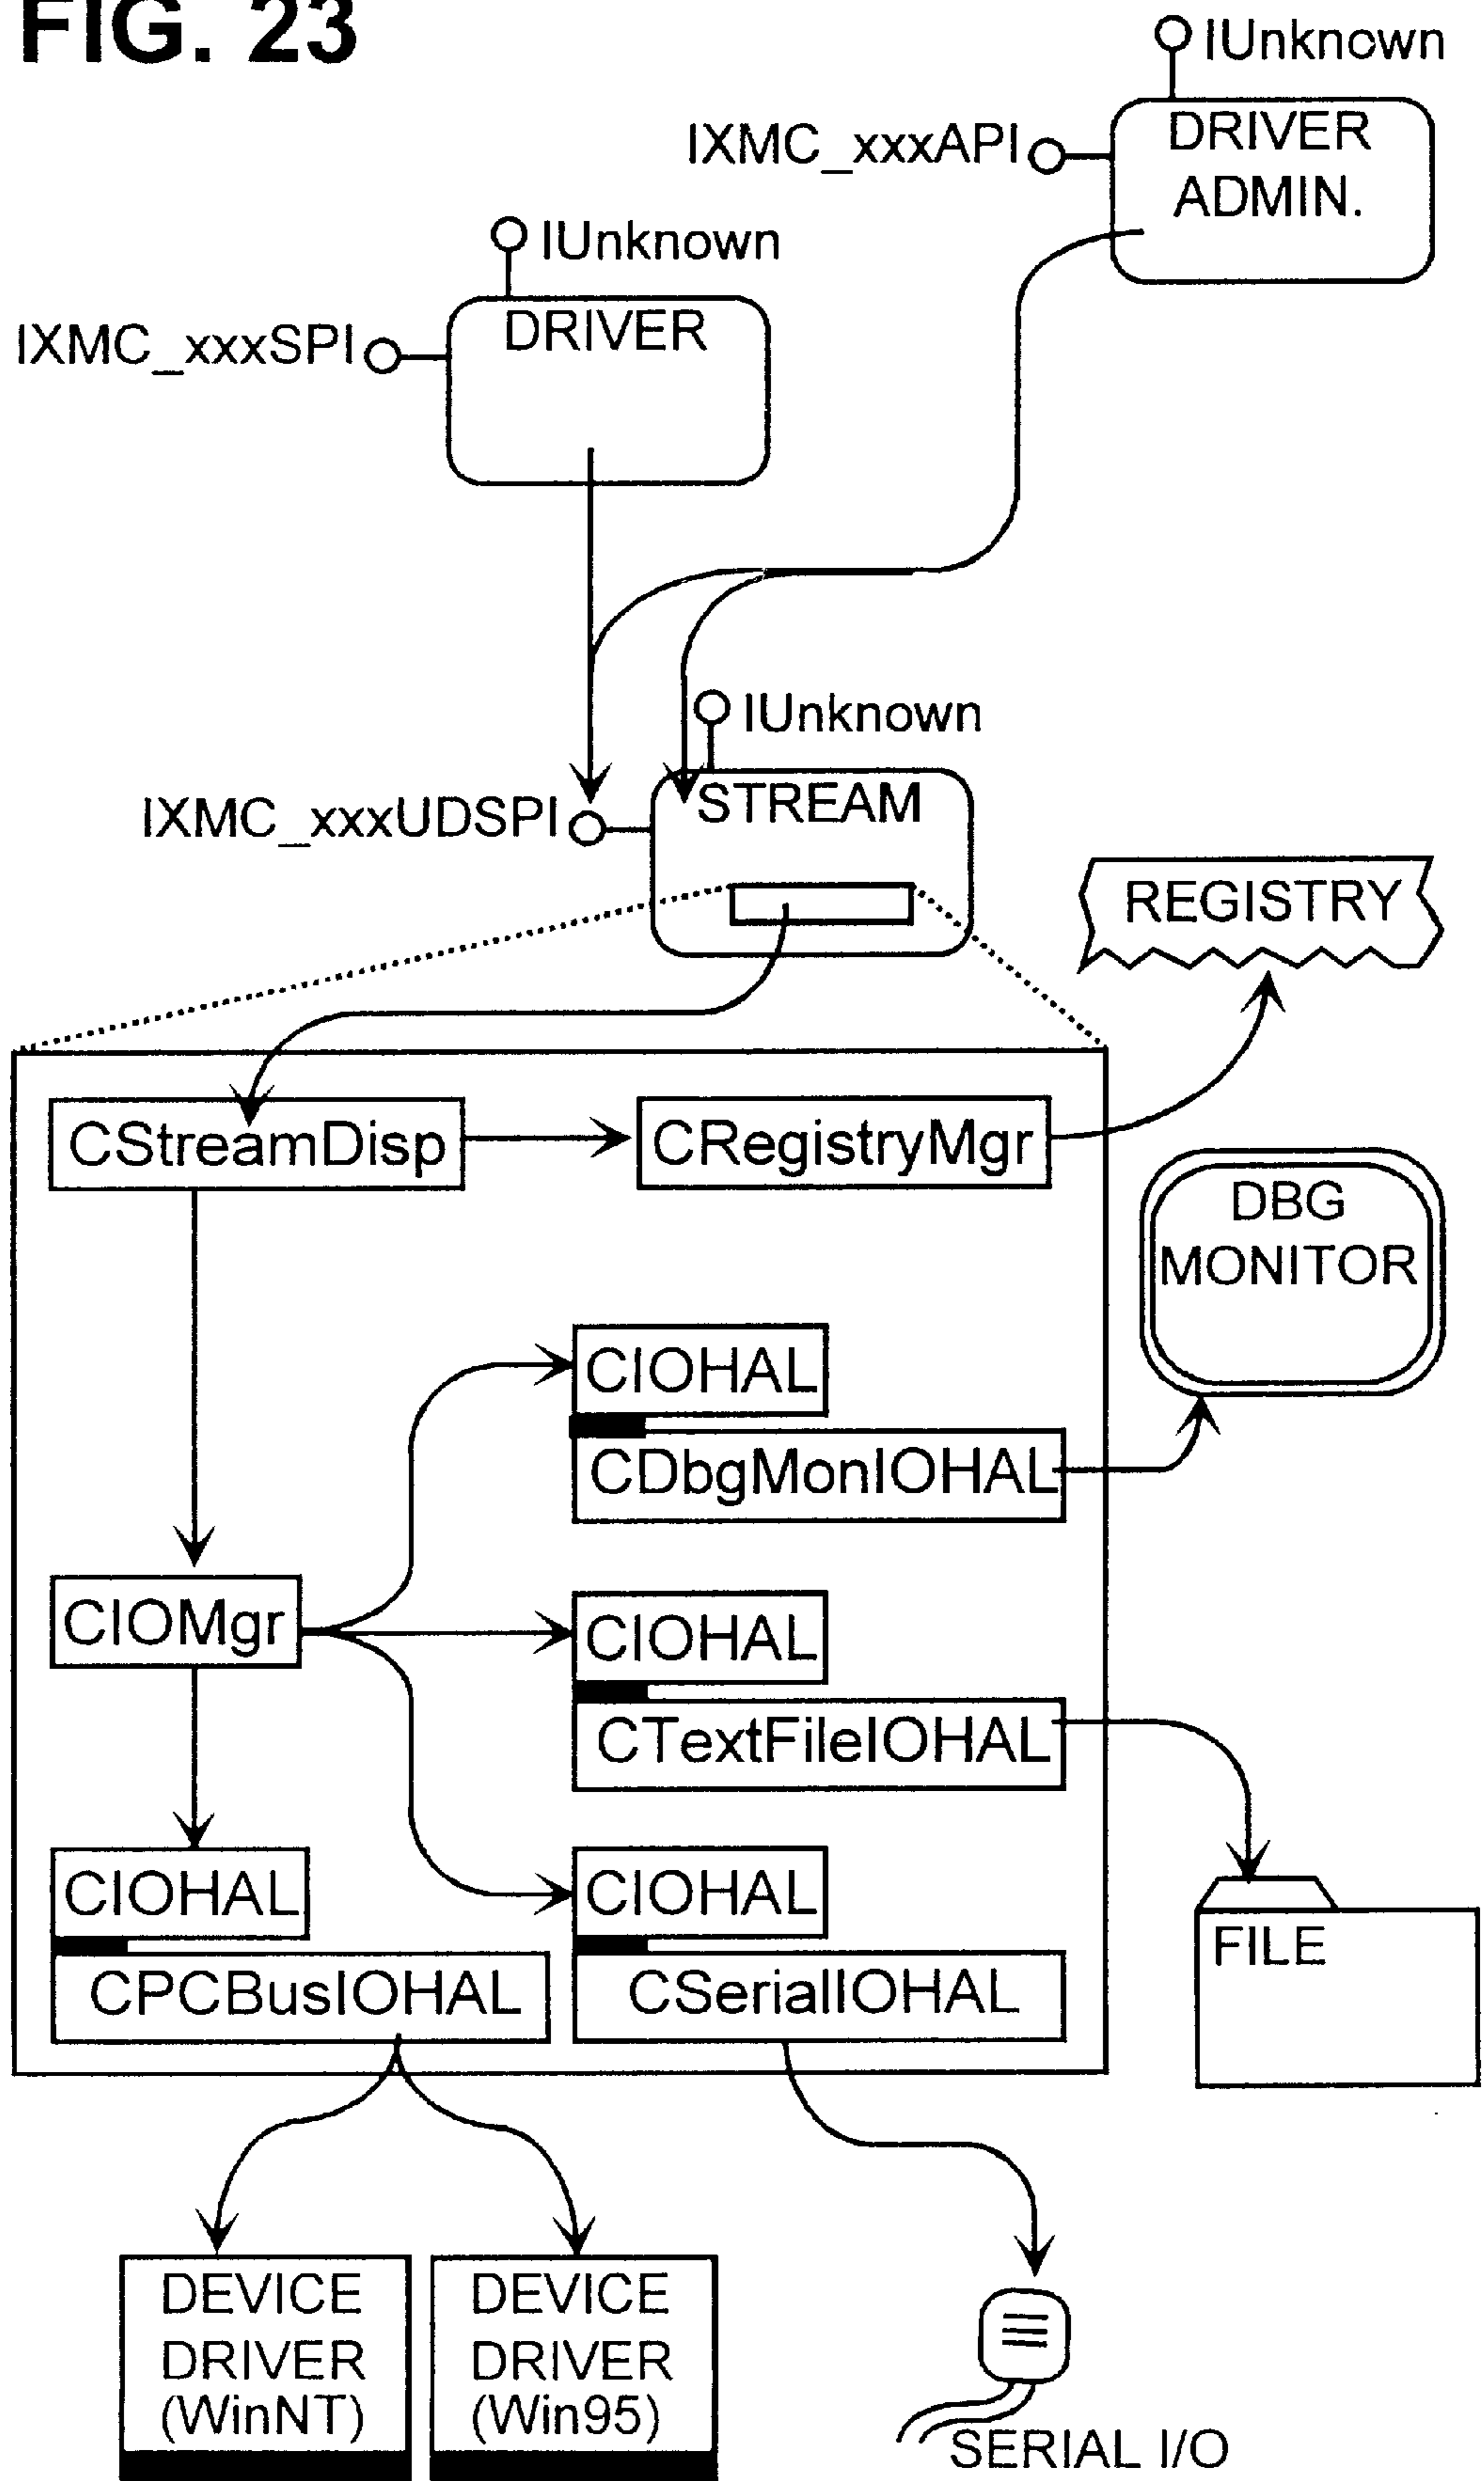 FIG. 23
IUnknown
IXMC_xxxAPI
DRIVER
ADMIN.
IUnknown
IXMC_xxxSPI
DRIVER
IUnknown
IXMC_xxxUDSPI
STREAM
REGISTRY
CStreamDisp
CRegistryMgr
DBG
MONITOR
CIOHAL
CDbgMonIOHAL
CIOMgr
CIOHAL
CTextFileIOHAL
CIOHAL
CIOHAL
FILE
CPCBusIOHAL
CSerialIOHAL
DEVICE
DRIVER
(WinNT)
DEVICE
DRIVER
(Win95)
SERIAL I/O